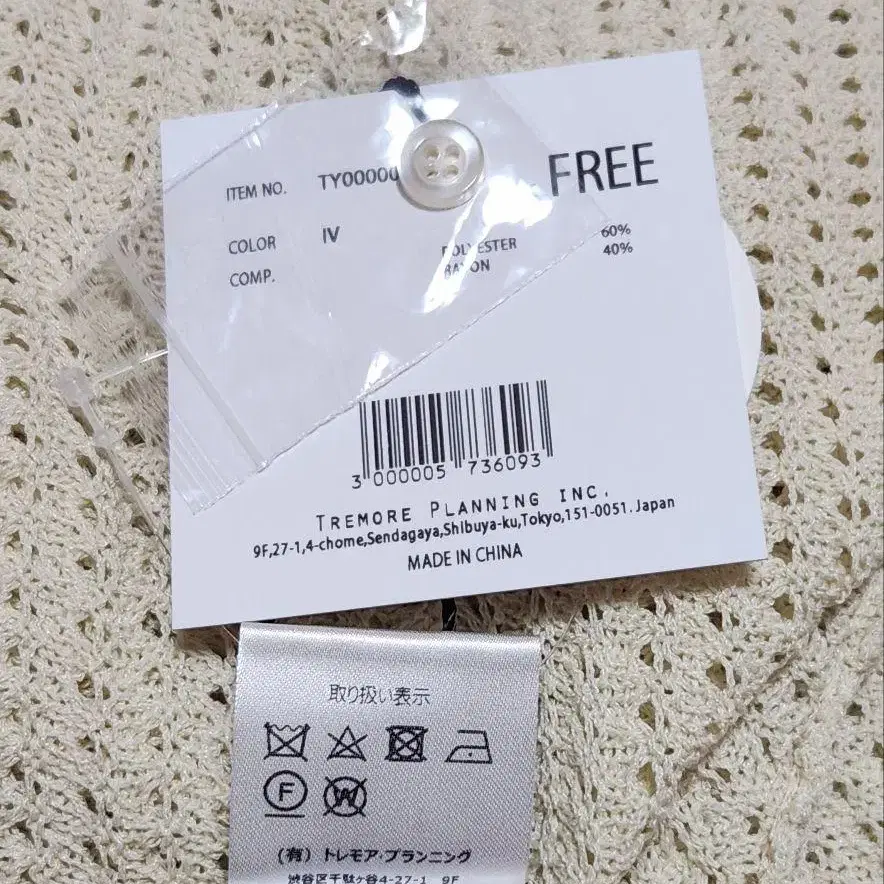 ITEM NO. TY00000
FREE
COLOR IV
COMP. POLYESTER 60%
RAYON 40%
3 000005 736093
TREMORE PLANNING INC.
9F,27-1,4-chome,Sendagaya,Shibuya-ku,Tokyo,151-0051.Japan
MADE IN CHINA
取り扱い表示
F W
(有)トレモア・プランニング
渋谷区千駄ヶ谷4-27-1 9F